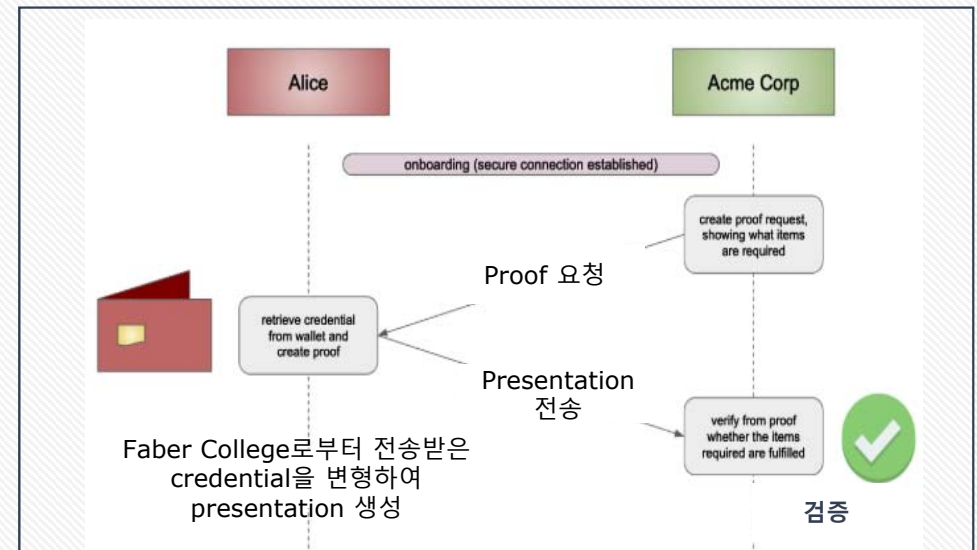 Alice
Acme Corp
onboarding (secure connection established)
create proof request,
showing what items
are required
Proof 요청
retrieve credential
from wallet and
create proof
Presentation
전송
verify from proof
whether the items
required are fulfilled
Faber College로부터 전송받은
credential을 변형하여
presentation 생성
검증